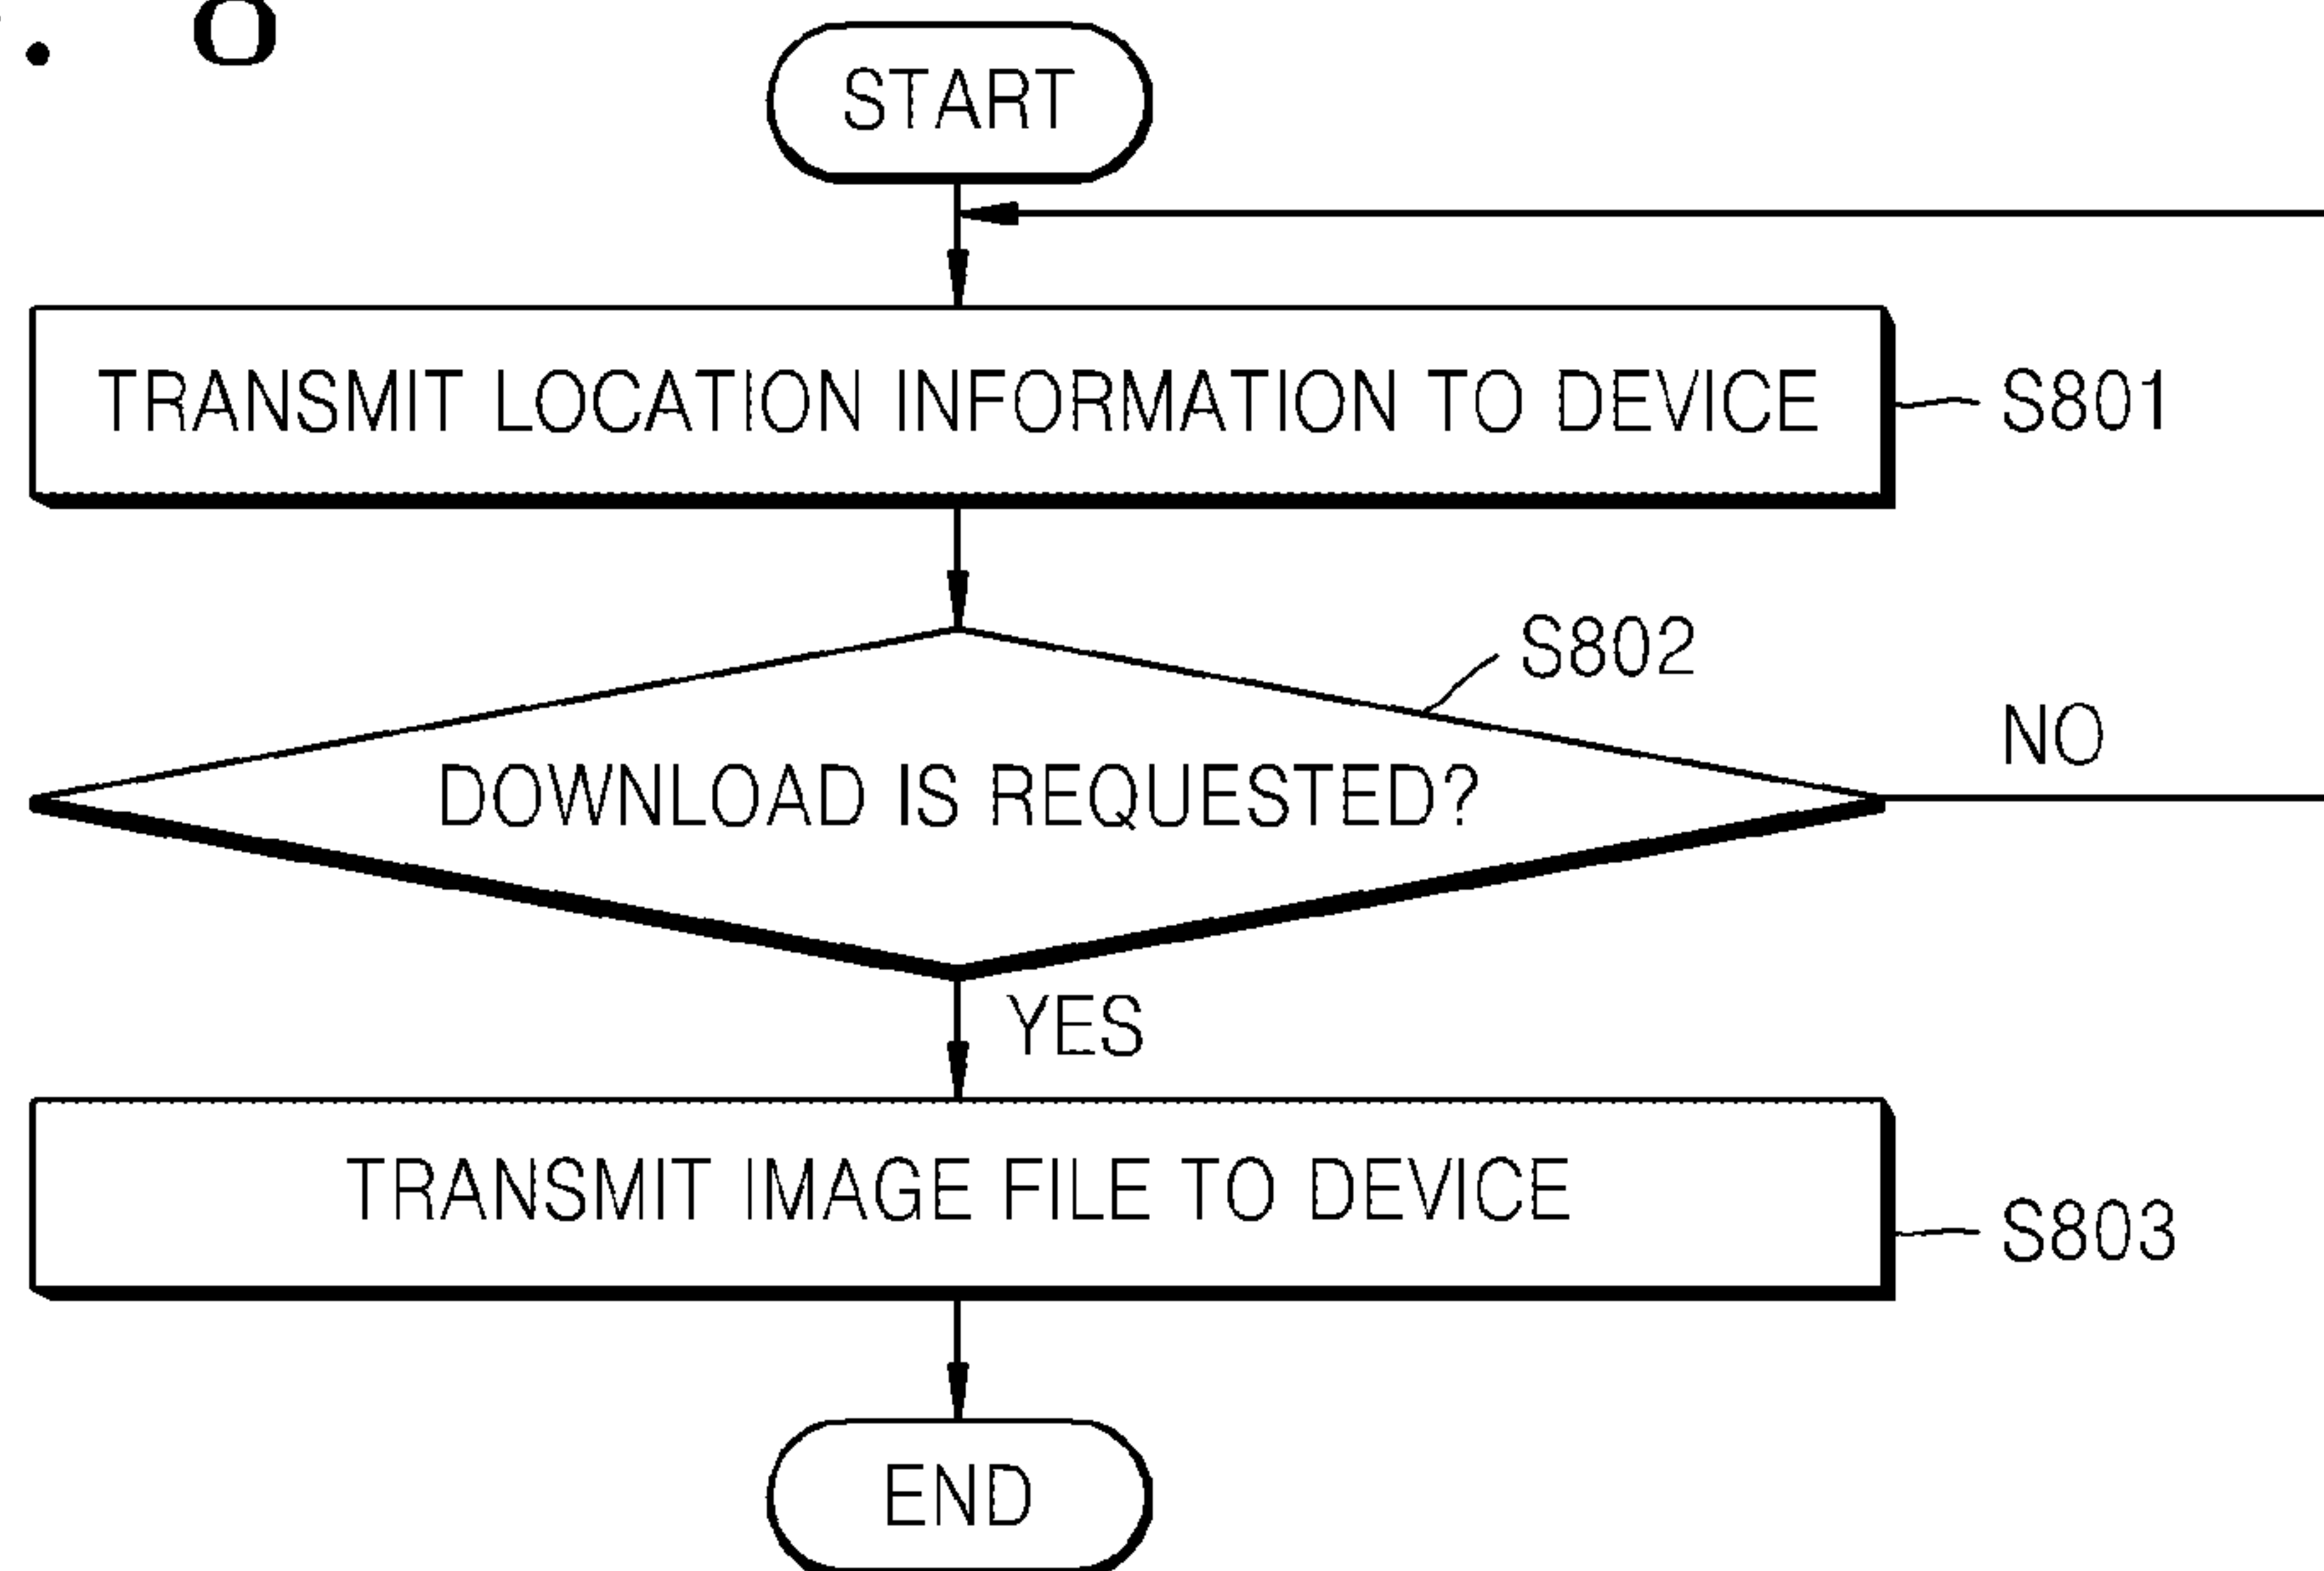 START
TRANSMIT LOCATION INFORMATION TO DEVICE
S801
S802
DOWNLOAD IS REQUESTED?
NO
YES
TRANSMIT IMAGE FILE TO DEVICE
S803
END